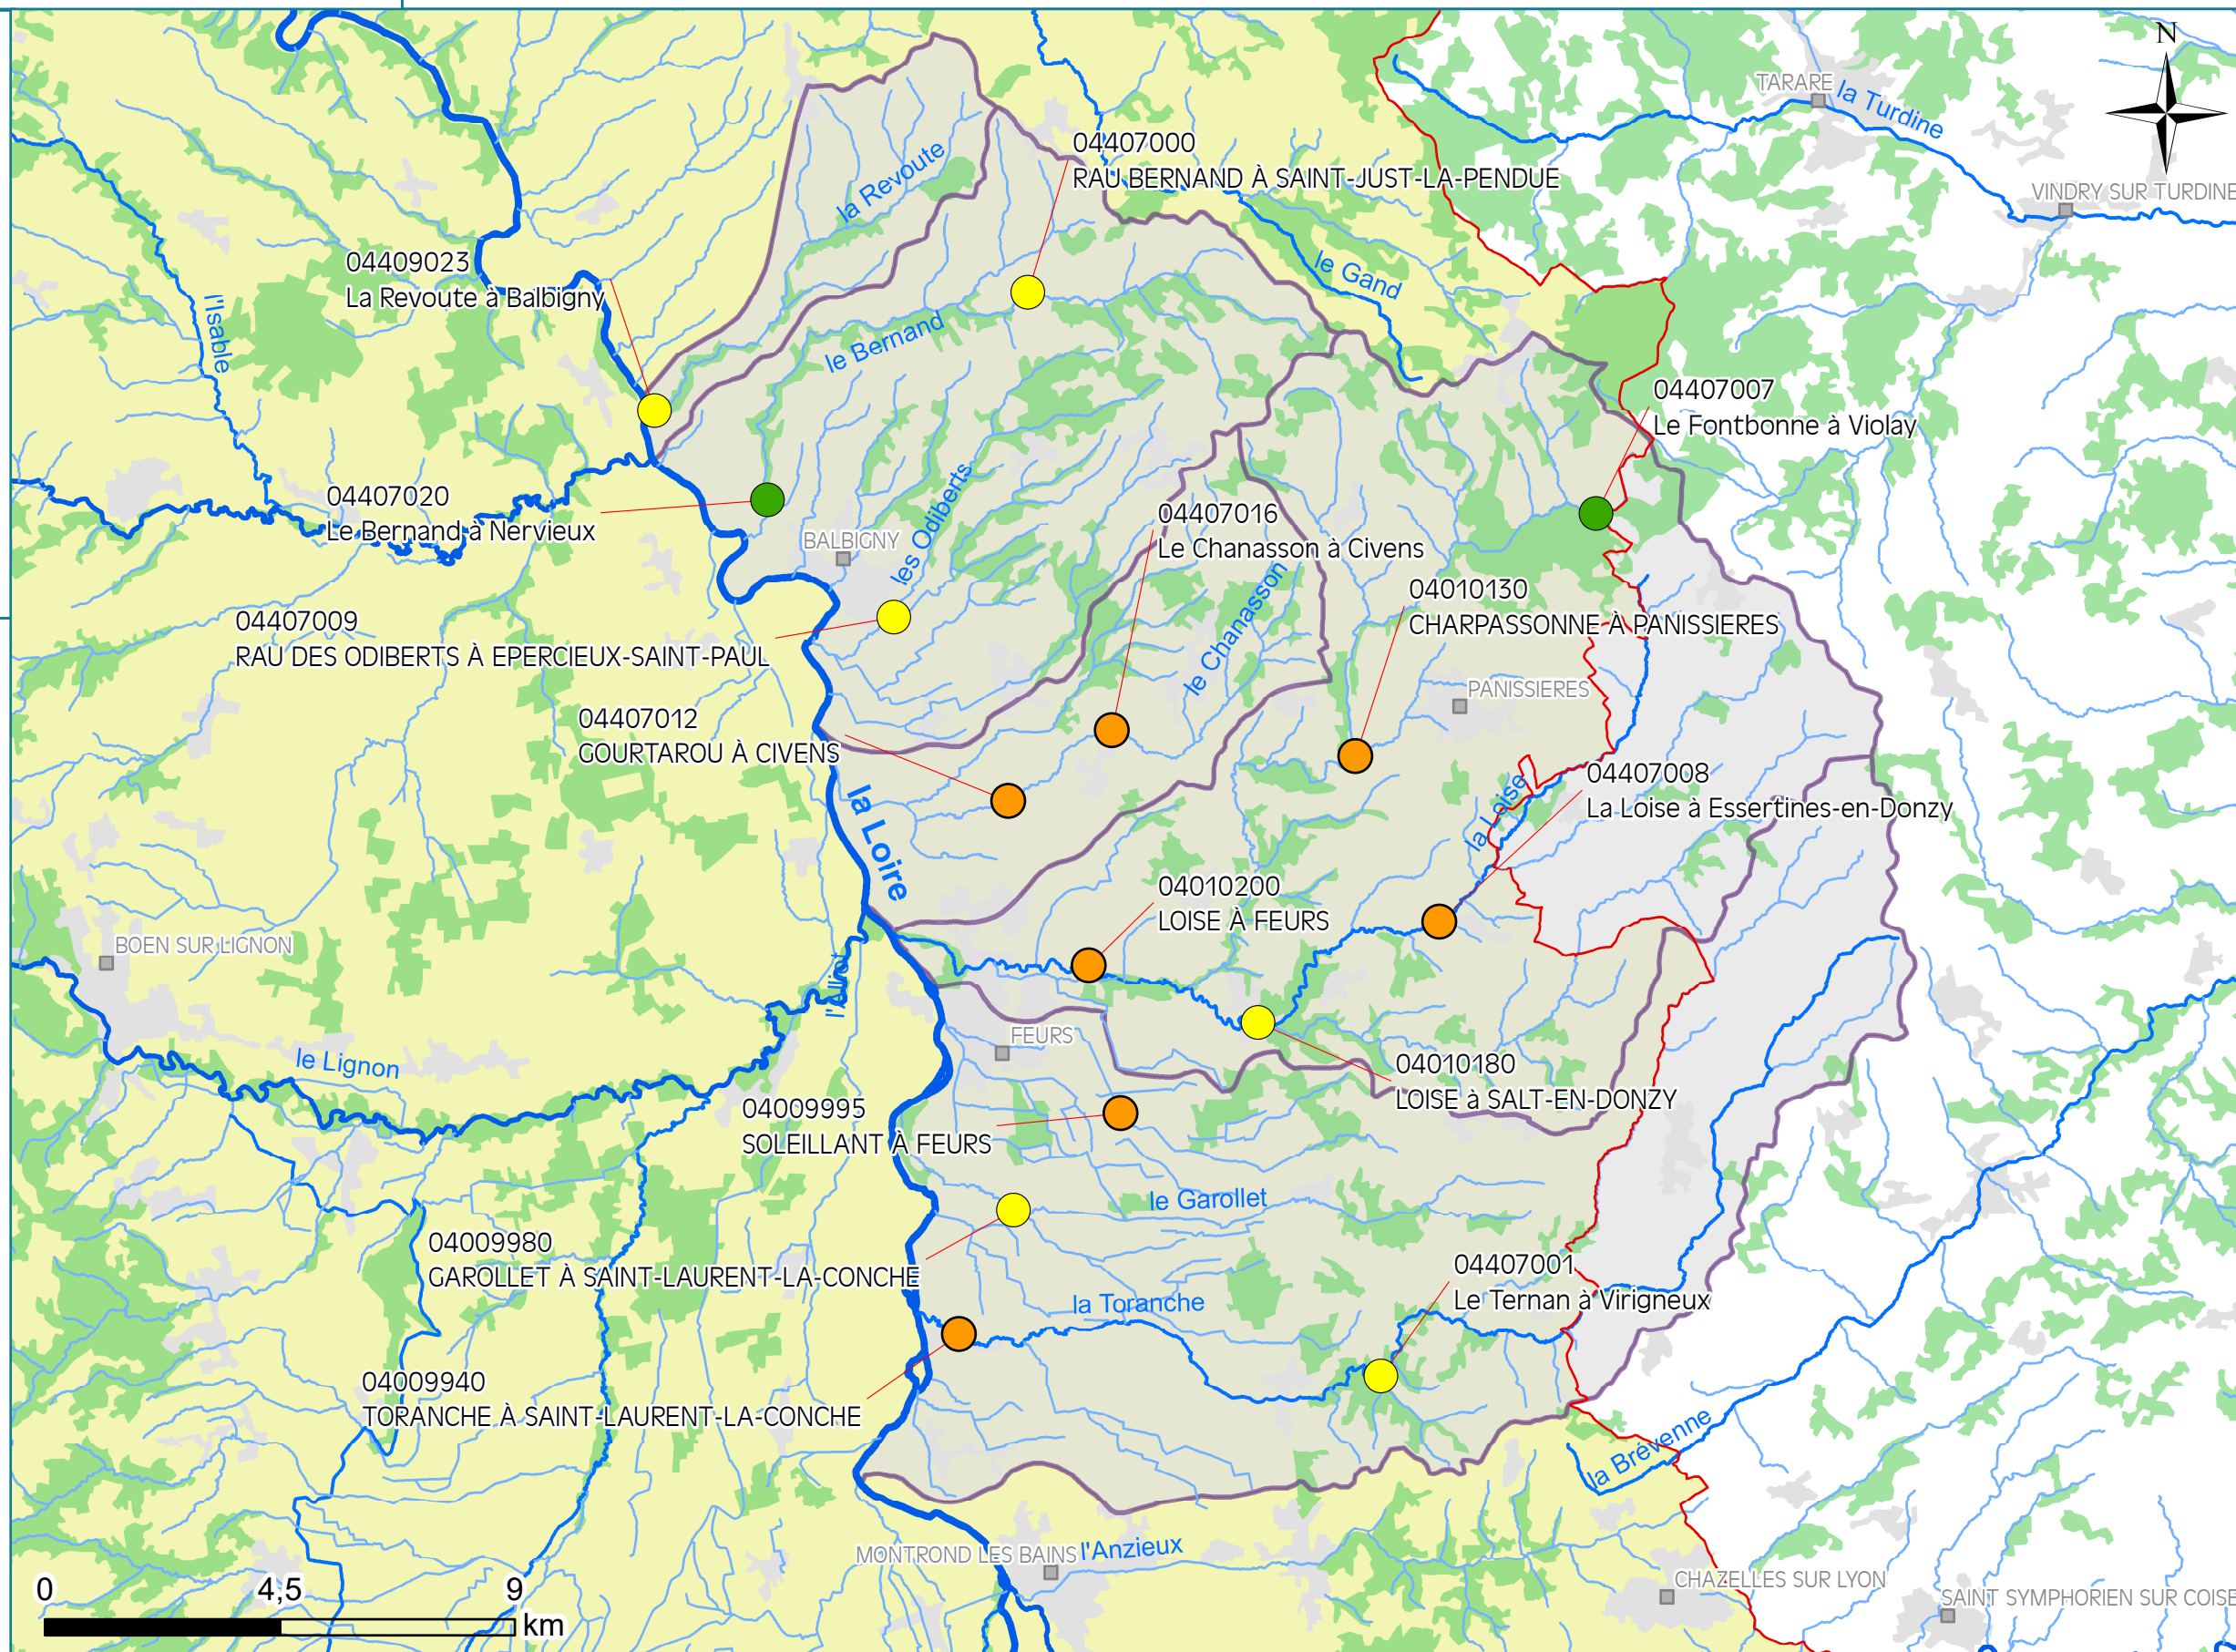 N
TARARE
la Turdine
VINDRY SUR TURDINE
04407000
RAU BERNAND À SAINT-JUST-LA-PENDUE
la Revoute
le Gand
04409023
La Revoute à Balbigny
l'Isable
le Bernand
04407007
Le Fontbonne à Violay
04407020
Le Bernand à Nervieux
BALBIGNY
les Odiberts
04407016
Le Chanasson à Civens
le Chanasson
04010130
CHARPASSONNE À PANISSIERES
04407009
RAU DES ODIBERTS À EPERCIEUX-SAINT-PAUL
PANISSIERES
04407012
GOURTAROU À CIVENS
la Loire
la Loise
04407008
La Loise à Essertines-en-Donzy
04010200
LOISE À FEURS
BOEN SUR LIGNON
l'Aliot
FEURS
le Lignon
04010180
LOISE à SALT-EN-DONZY
04009995
SOLEILLANT À FEURS
le Garollet
04009980
GAROLLET À SAINT-LAURENT-LA-CONCHE
04407001
Le Ternan à Virigneux
la Toranche
04009940
TORANCHE À SAINT-LAURENT-LA-CONCHE
la Brévenne
MONTROND LES BAINS
l'Anzieux
CHAZELLES SUR LYON
SAINT SYMPHORIEN SUR COISE
0 4,5 9
km